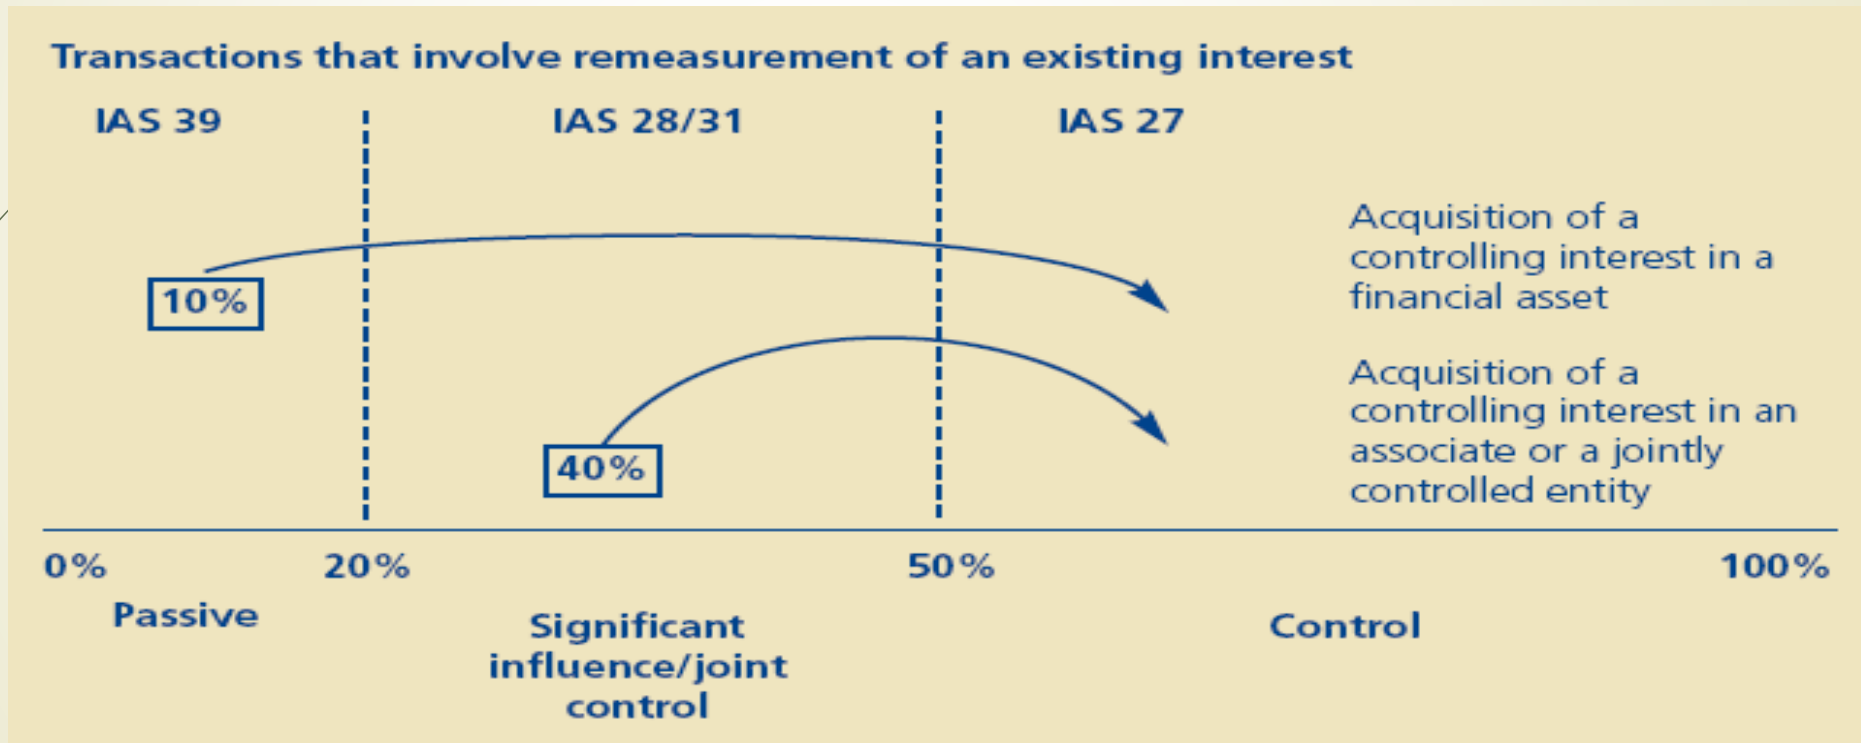 Transactions that involve remeasurement of an existing interest
IAS 39
IAS 28/31
IAS 27
10%
Acquisition of a
controlling interest in a
financial asset
40%
Acquisition of a
controlling interest in an
associate or a jointly
controlled entity
0%
20%
50%
100%
Passive
Significant
influence/joint
control
Control